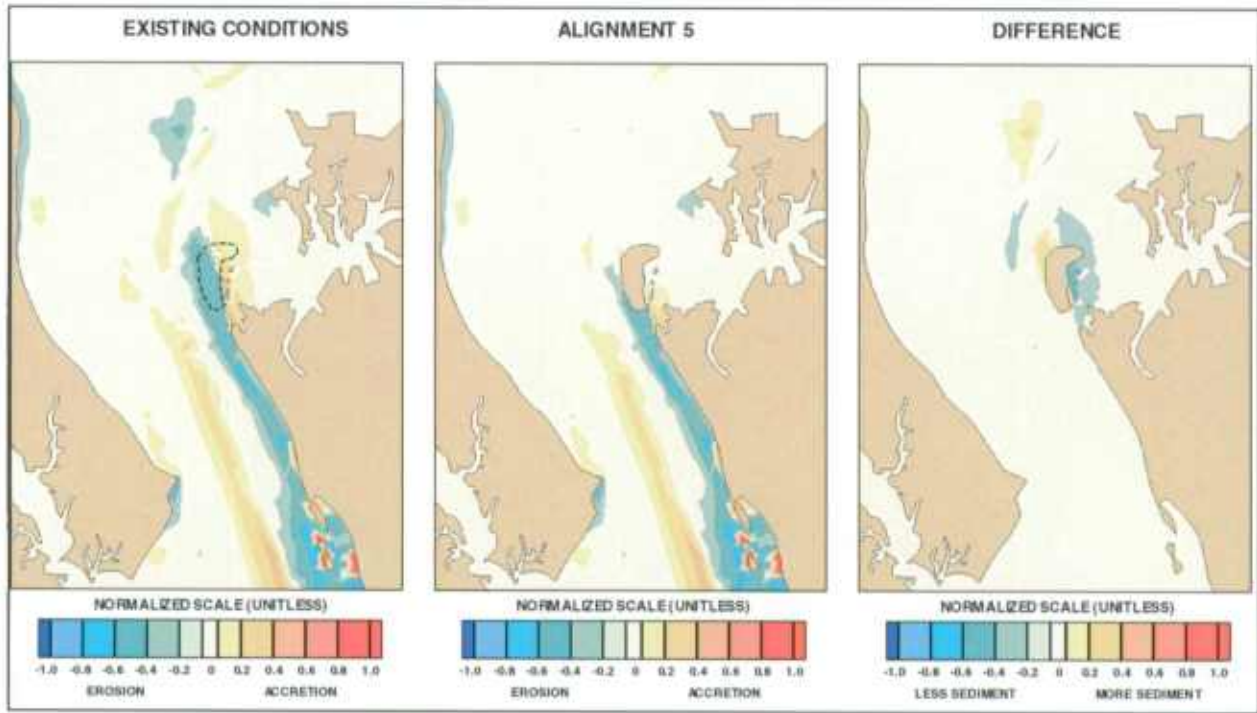 EXISTING CONDITIONS
ALIGNMENT 5
DIFFERENCE
NORMALIZED SCALE (UNITLESS)
NORMALIZED SCALE (UNITLESS)
NORMALIZED SCALE (UNITLESS)
-1.0 -0.8 -0.6 -0.4 -0.2 0 0.2 0.4 0.6 0.8 1.0
-1.0 -0.8 -0.6 -0.4 -0.2 0 0.2 0.4 0.6 0.8 1.0
-1.0 -0.8 -0.6 -0.4 -0.2 0 0.2 0.4 0.6 0.8 1.0
EROSION ACCRETION
EROSION ACCRETION
LESS SEDIMENT MORE SEDIMENT